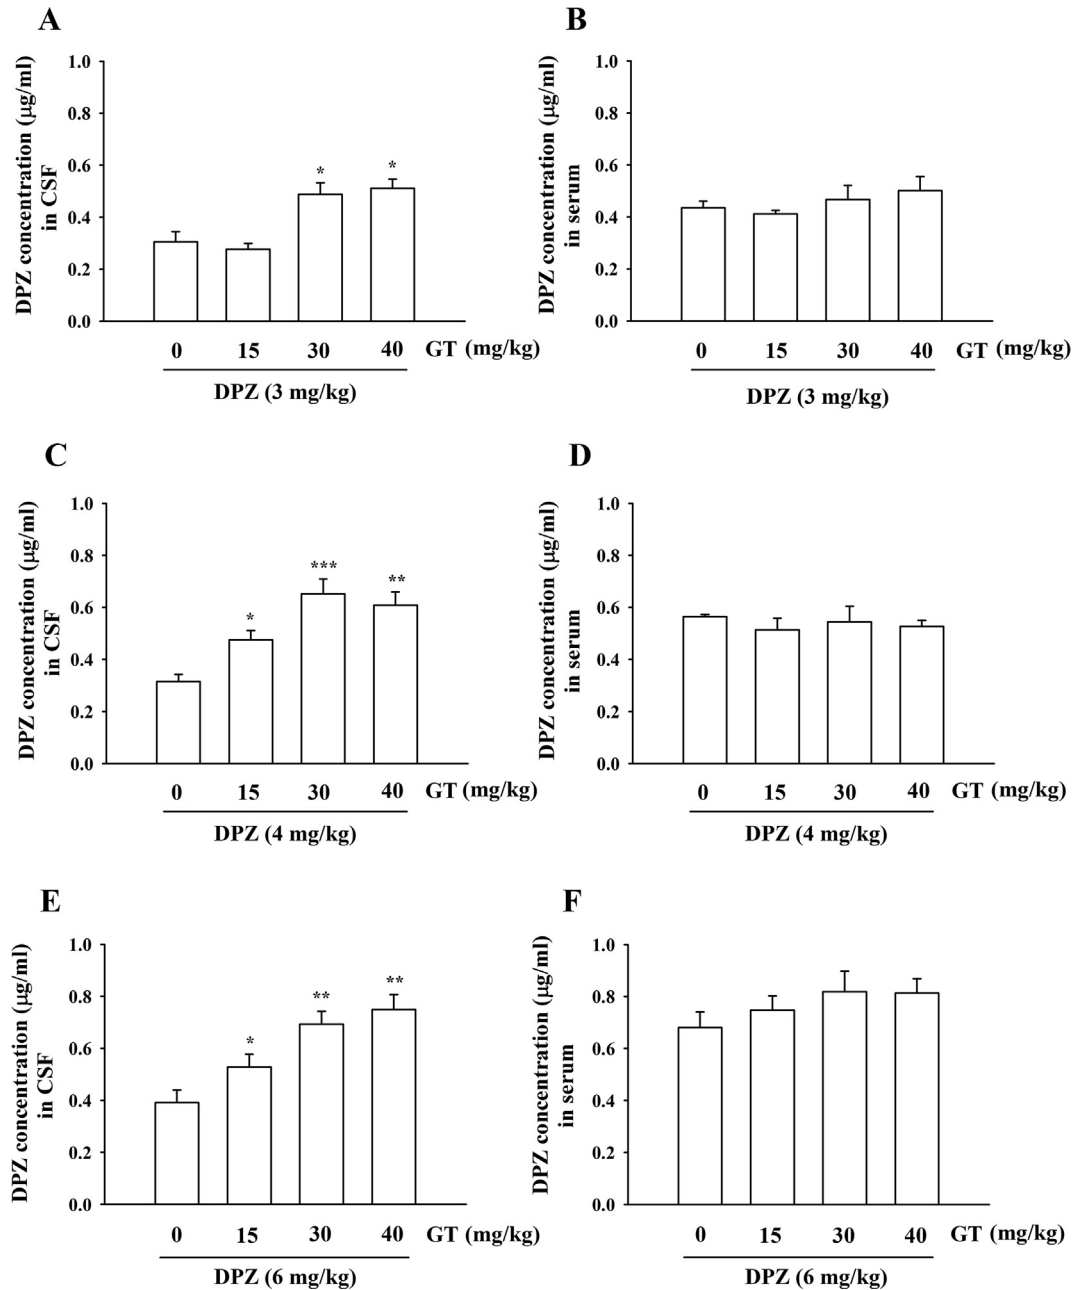 A
DPZ concentration (μg/ml)
in CSF
1.0
0.8
0.6
0.4
0.2
0.0
* *
0 15 30 40 GT (mg/kg)
DPZ (3 mg/kg)
B
DPZ concentration (μg/ml)
in serum
1.0
0.8
0.6
0.4
0.2
0.0
0 15 30 40 GT (mg/kg)
DPZ (3 mg/kg)
C
DPZ concentration (μg/ml)
in CSF
1.0
0.8
0.6
0.4
0.2
0.0
* *** **
0 15 30 40 GT (mg/kg)
DPZ (4 mg/kg)
D
DPZ concentration (μg/ml)
in serum
1.0
0.8
0.6
0.4
0.2
0.0
0 15 30 40 GT (mg/kg)
DPZ (4 mg/kg)
E
DPZ concentration (μg/ml)
in CSF
1.0
0.8
0.6
0.4
0.2
0.0
* ** **
0 15 30 40 GT (mg/kg)
DPZ (6 mg/kg)
F
DPZ concentration (μg/ml)
in serum
1.0
0.8
0.6
0.4
0.2
0.0
0 15 30 40 GT (mg/kg)
DPZ (6 mg/kg)